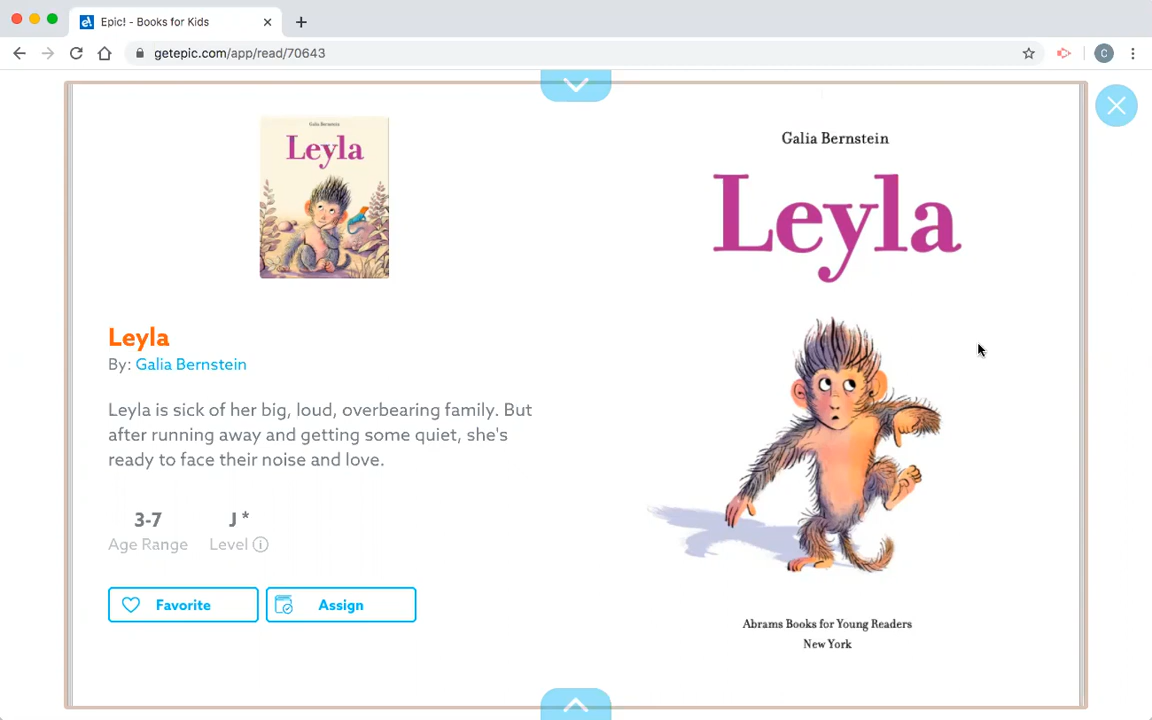 Epic! - Books for Kids
getepic.com/app/read/70643
C
Galia Bernstein
Leyla
Leyla
By: Galia Bernstein
Leyla is sick of her big, loud, overbearing family. But
after running away and getting some quiet, she's
ready to face their noise and love.
3-7 J *
Age Range Level
Favorite Assign
Galia Bernstein
Leyla
Abrams Books for Young Readers
New York